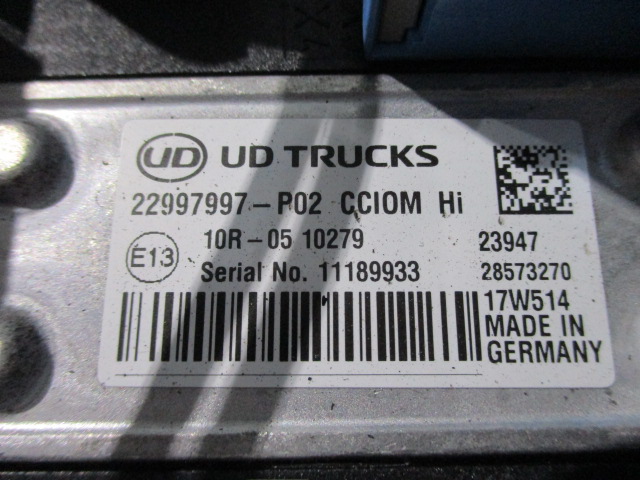 UD UD TRUCKS
22997997-P02 CCIOM Hi
E13 10R-05 10279 23947
Serial No. 11189933 28573270
17W514
MADE IN
GERMANY